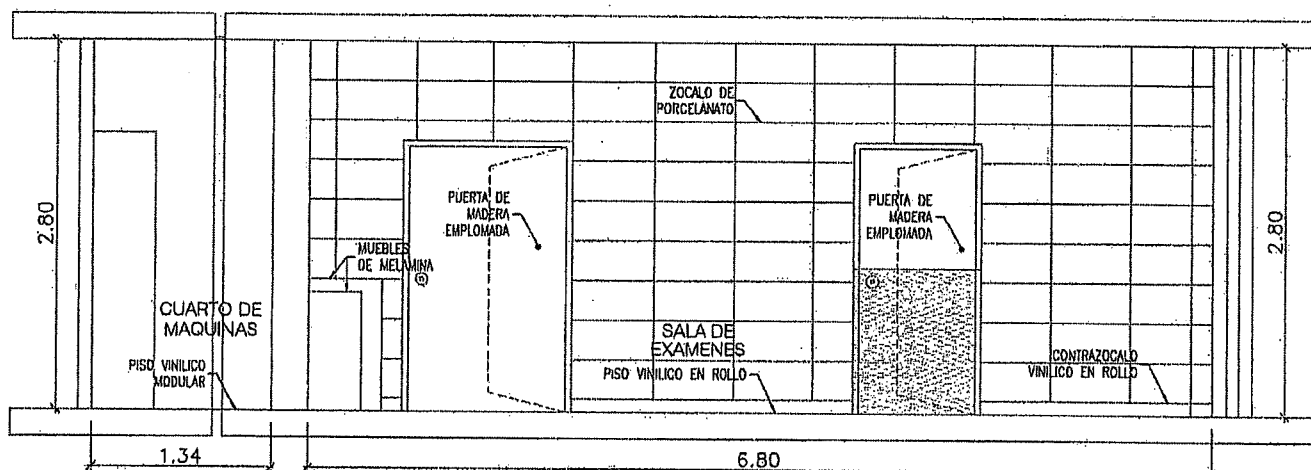 ZOCALO DE
PORCELANATO
PUERTA DE
MADERA
EMPLOMADA
PUERTA DE
MADERA
EMPLOMADA
2.80
2.80
MUEBLES
DE MELAMINA
CUARTO DE
MAQUINAS
SALA DE
EXAMENES
PISO VINILICO
MODULAR
PISO VINILICO EN ROLLO
CONTRAZOCALO
VINILICO EN ROLLO
1.34
6.80